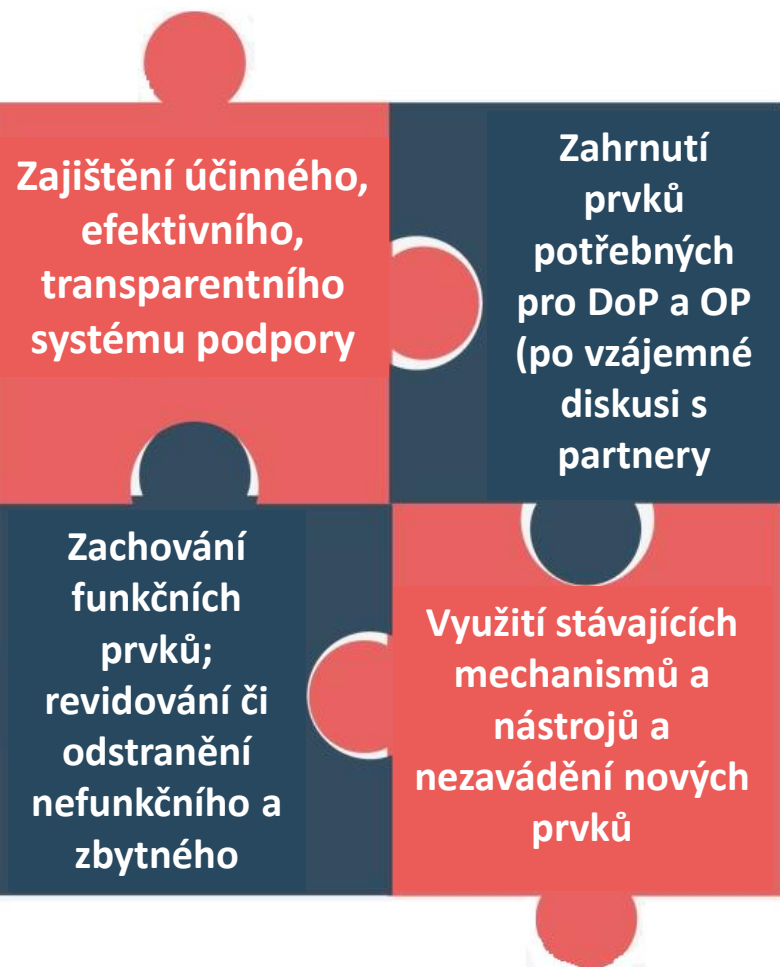 Zajištění účinného,
efektivního,
transparentního
systému podpory
Zahrnutí
prvků
potřebných
pro DoP a OP
(po vzájemné
diskusi s
partnery
Zachování
funkčních
prvků;
revidování či
odstranění
nefunkčního a
zbytného
Využití stávajících
mechanismů a
nástrojů a
nezavádění nových
prvků